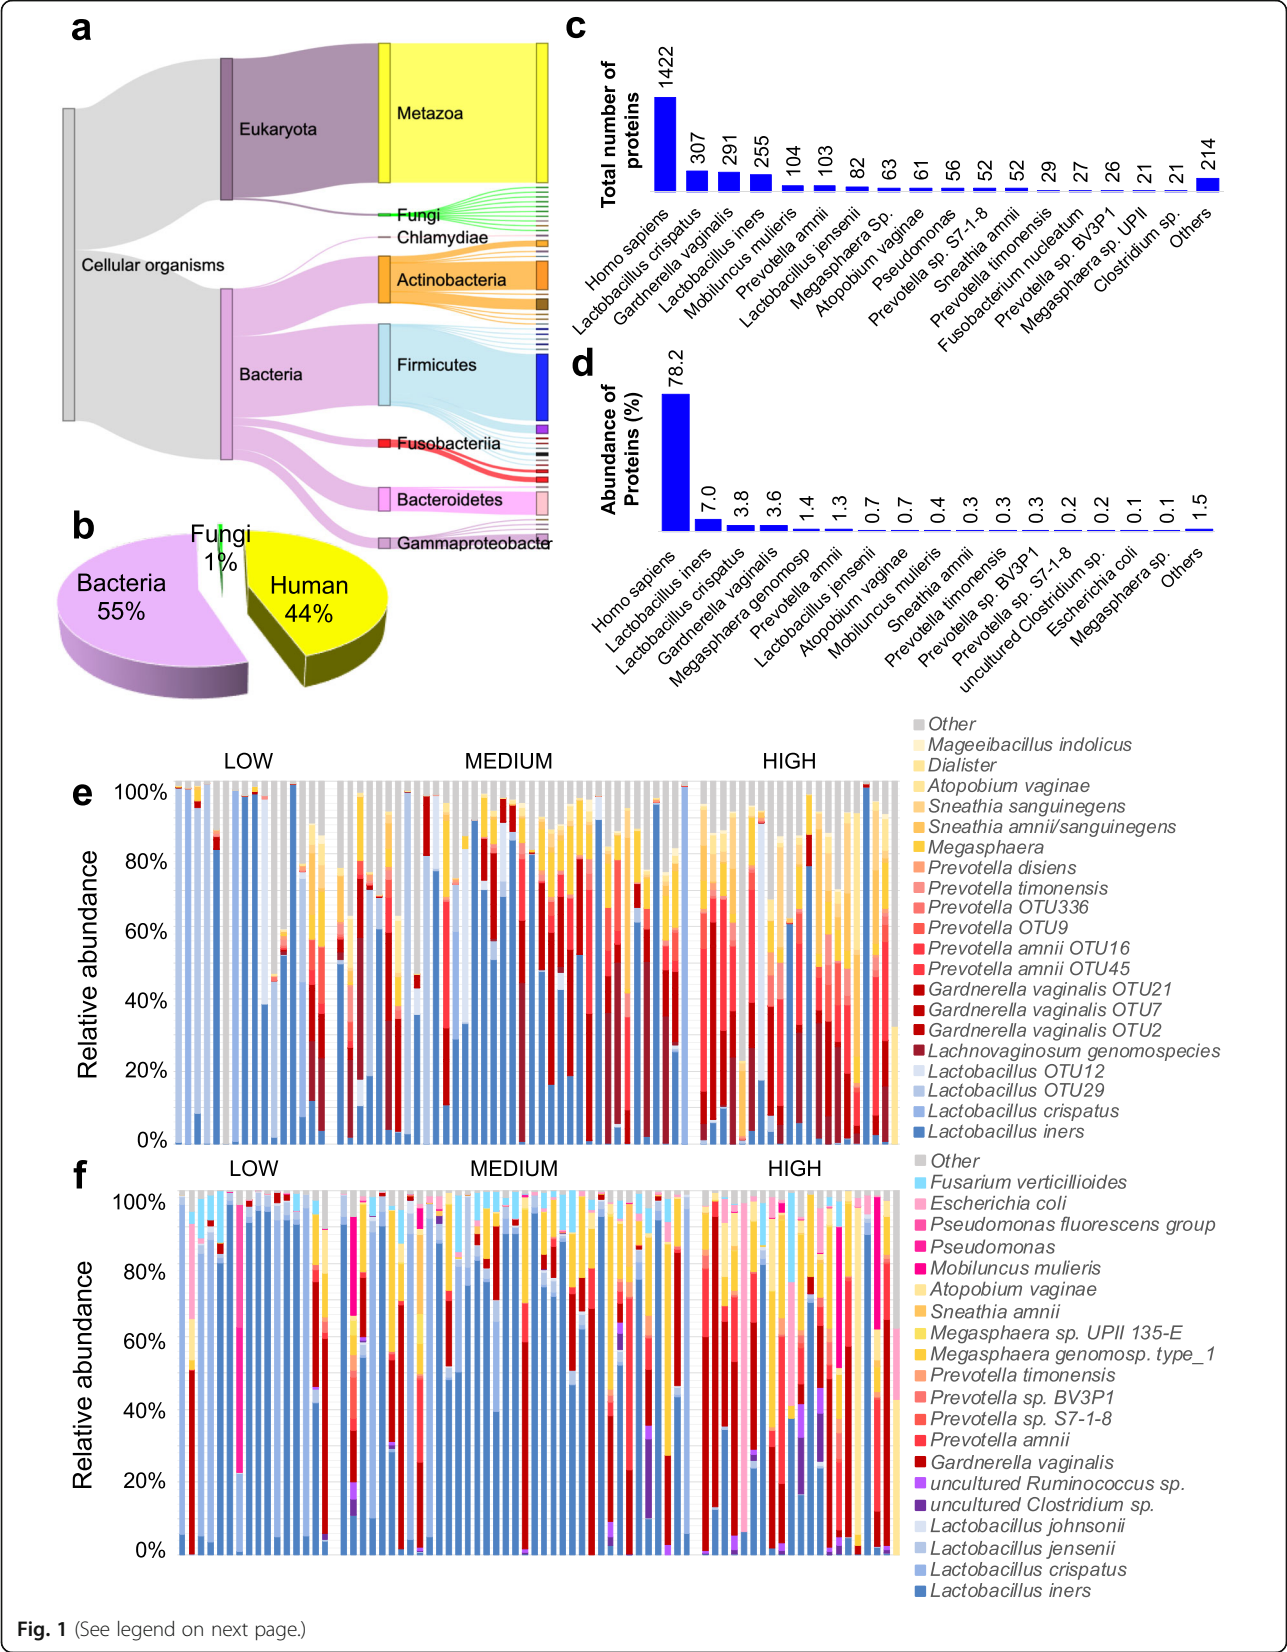 a
Cellular organisms
Eukaryota
Bacteria
Metazoa
Fungi
Chlamydiae
Actinobacteria
Firmicutes
Fusobacteriia
Bacteroidetes
Gammaproteobacter
b
Fungi
1%
Bacteria
55%
Human
44%
c
Total number of
proteins
1422
307
291
255
104
103
82
63
61
56
52
52
29
27
26
21
21
214
Homo sapiens
Lactobacillus crispatus
Gardnerella vaginalis
Lactobacillus iners
Mobiluncus mulieris
Prevotella amnii
Lactobacillus jensenii
Megasphaera Sp.
Atopobium vaginae
Pseudomonas
Prevotella sp. S7-1-8
Sneathia amnii
Prevotella timonensis
Fusobacterium nucleatum
Prevotella sp. BV3P1
Megasphaera sp. UPII
Clostridium sp.
Others
d
Abundance of
Proteins (%)
78.2
7.0
3.8
3.6
1.4
1.3
0.7
0.7
0.4
0.3
0.3
0.3
0.2
0.2
0.1
0.1
1.5
Homo sapiens
Lactobacillus iners
Lactobacillus crispatus
Gardnerella vaginalis
Megasphaera genomosp
Prevotella amnii
Lactobacillus jensenii
Atopobium vaginae
Mobiluncus mulieris
Sneathia amnii
Prevotella timonensis
Prevotella sp. BV3P1
Prevotella sp. S7-1-8
uncultured Clostridium sp.
Escherichia coli
Megasphaera sp.
Others
e
LOW
MEDIUM
HIGH
Relative abundance
100%
80%
60%
40%
20%
0%
Other
Mageeibacillus indolicus
Dialister
Atopobium vaginae
Sneathia sanguinegens
Sneathia amnii/sanguinegens
Megasphaera
Prevotella disiens
Prevotella timonensis
Prevotella OTU336
Prevotella OTU9
Prevotella amnii OTU16
Prevotella amnii OTU45
Gardnerella vaginalis OTU21
Gardnerella vaginalis OTU7
Gardnerella vaginalis OTU2
Lachnovaginosum genomospecies
Lactobacillus OTU12
Lactobacillus OTU29
Lactobacillus crispatus
Lactobacillus iners
f
LOW
MEDIUM
HIGH
Relative abundance
100%
80%
60%
40%
20%
0%
Other
Fusarium verticillioides
Escherichia coli
Pseudomonas fluorescens group
Pseudomonas
Mobiluncus mulieris
Atopobium vaginae
Sneathia amnii
Megasphaera sp. UPII 135-E
Megasphaera genomosp. type_1
Prevotella timonensis
Prevotella sp. BV3P1
Prevotella sp. S7-1-8
Prevotella amnii
Gardnerella vaginalis
uncultured Ruminococcus sp.
uncultured Clostridium sp.
Lactobacillus johnsonii
Lactobacillus jensenii
Lactobacillus crispatus
Lactobacillus iners
Fig. 1 (See legend on next page.)